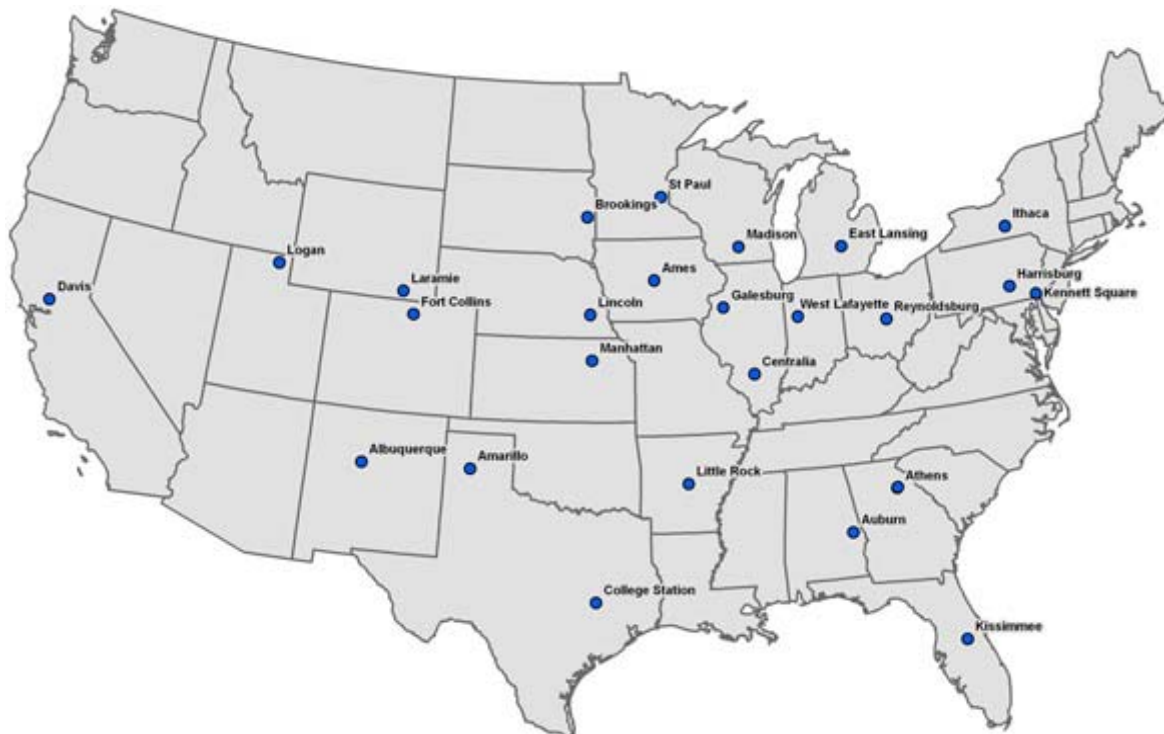 St Paul
Brookings
Ithaca
Madison
East Lansing
Logan
Ames
Harrisburg
Davis
Laramie
Kennett Square
Fort Collins
Galesburg
Lincoln
West Lafayette
Reynoldsburg
Manhattan
Centralia
Albuquerque
Amarillo
Little Rock
Athens
Auburn
College Station
Kissimmee